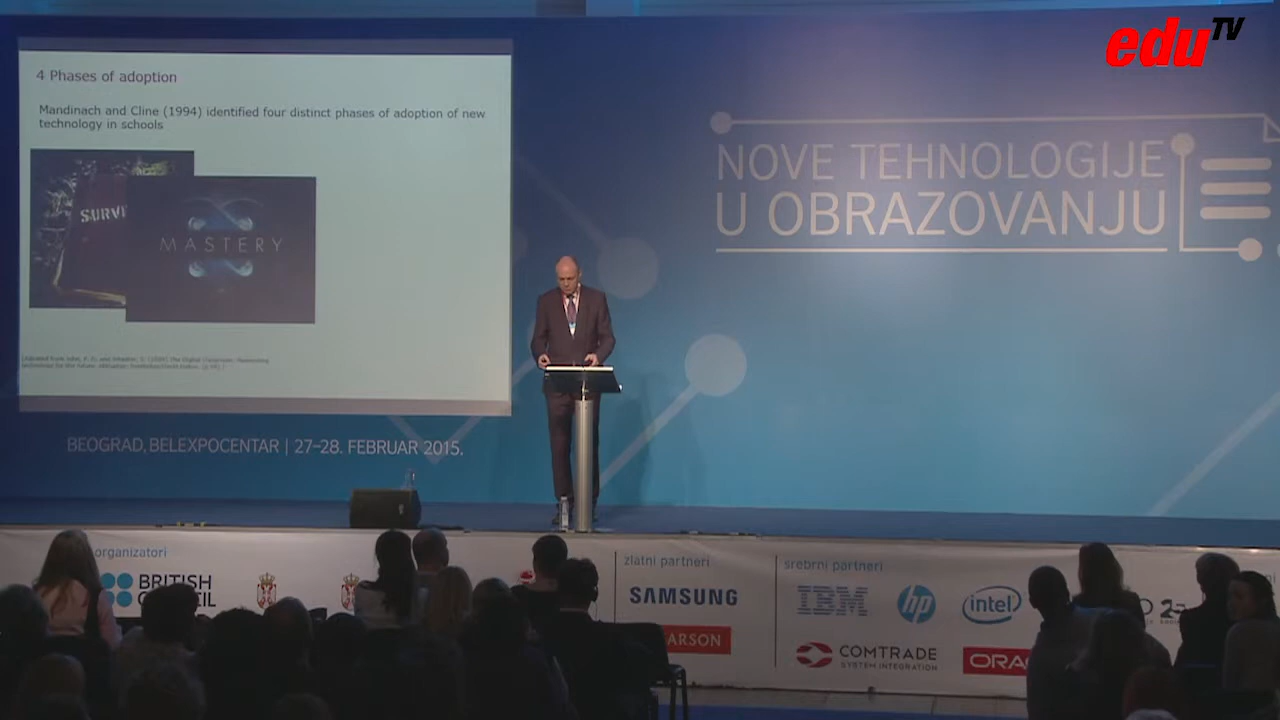 eduTV
4 Phases of adoption
Mandinach and Cline (1994) identified four distinct phases of adoption of new
technology in schools
SURVI
MASTERY
NOVE TEHNOLOGIJE
U OBRAZOVANJU
BEOGRAD, BELEXPOCENTAR | 27–28. FEBRUAR 2015.
organizatori
BRITISH
zlatni partneri
SAMSUNG
ARSON
srebrni partneri
IBM
hp
intel
COMTRADE
SYSTEM INTEGRATION
ORA